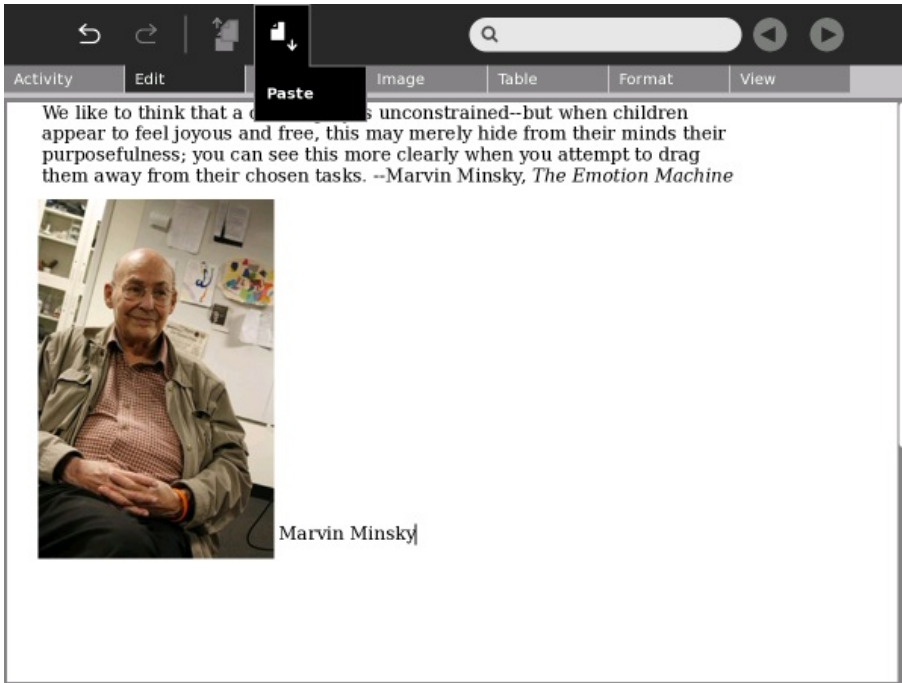 Paste
Activity
Edit
Image
Table
Format
View
We like to think that a unconstrained--but when children
appear to feel joyous and free, this may merely hide from their minds their
purposefulness; you can see this more clearly when you attempt to drag
them away from their chosen tasks. --Marvin Minsky, The Emotion Machine
Marvin Minsky